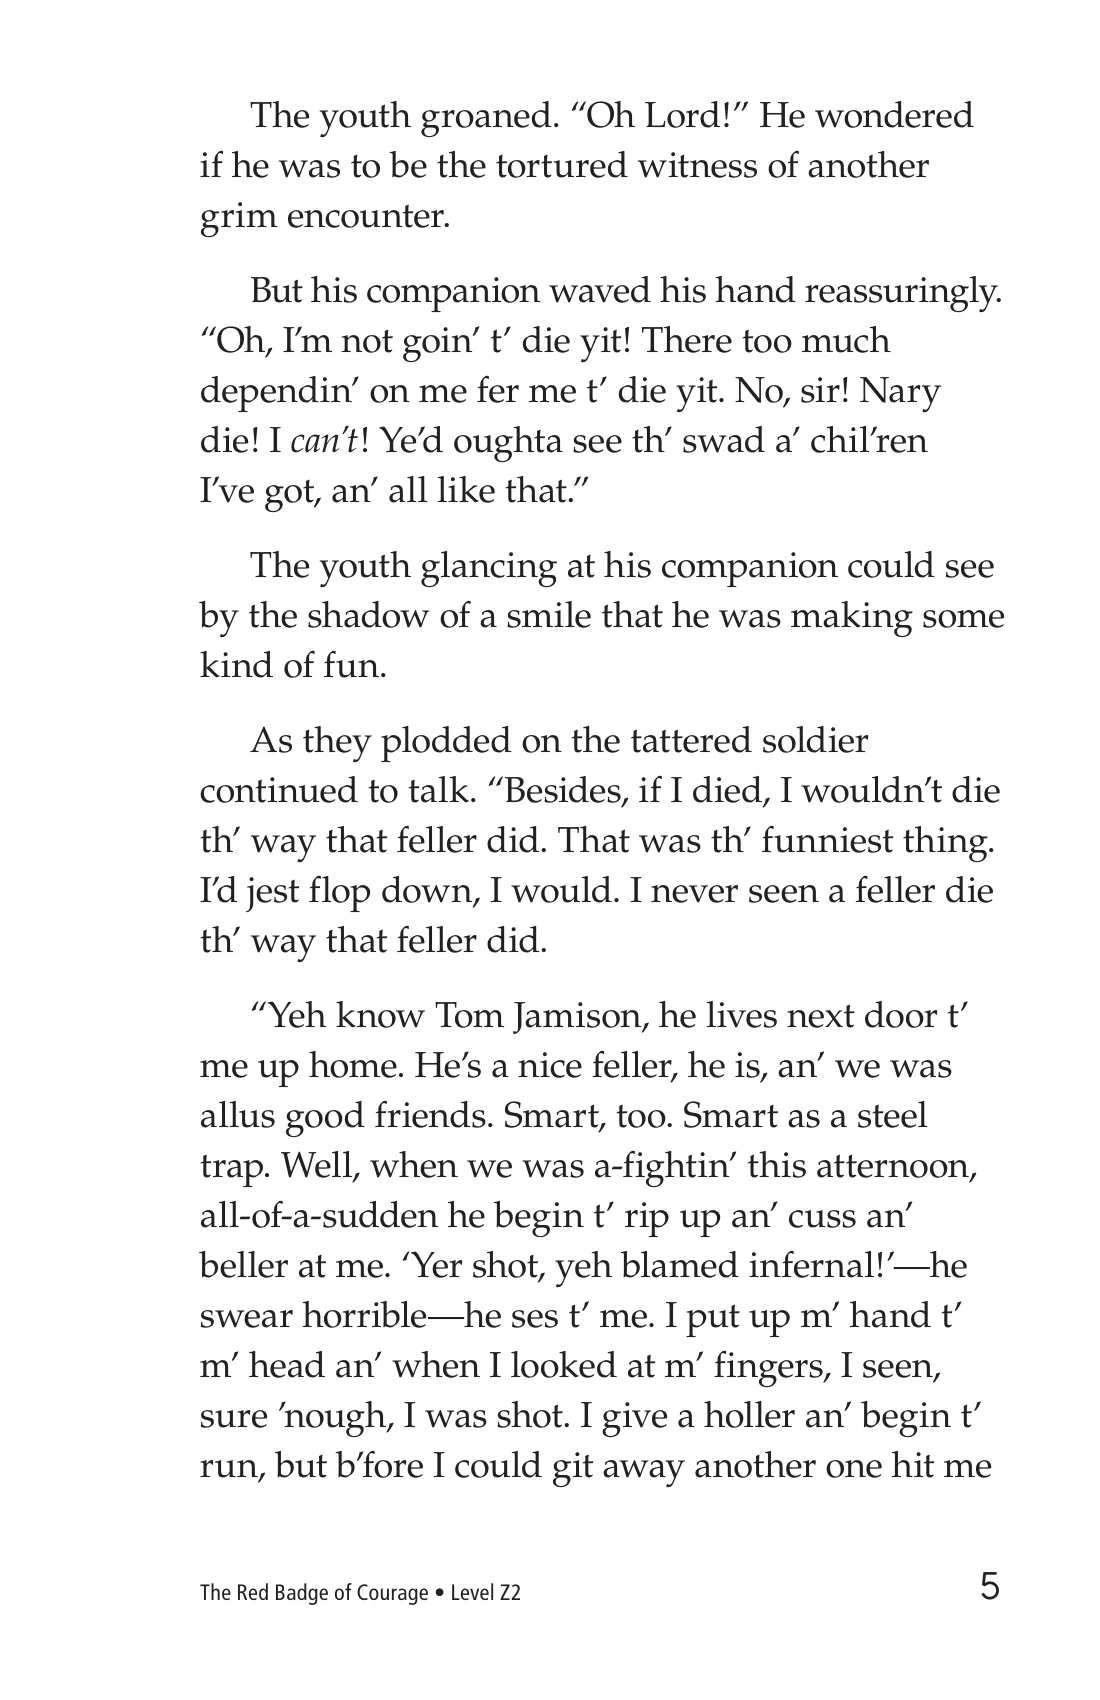 The youth groaned. “Oh Lord!” He wondered
if he was to be the tortured witness of another
grim encounter.
But his companion waved his hand reassuringly.
“Oh, I’m not goin’ t’ die yit! There too much
dependin’ on me fer me t’ die yit. No, sir! Nary
die! I can’t! Ye’d oughta see th’ swad a’ chil’ren
I’ve got, an’ all like that.”
The youth glancing at his companion could see
by the shadow of a smile that he was making some
kind of fun.
As they plodded on the tattered soldier
continued to talk. “Besides, if I died, I wouldn’t die
th’ way that feller did. That was th’ funniest thing.
I’d jest flop down, I would. I never seen a feller die
th’ way that feller did.
“Yeh know Tom Jamison, he lives next door t’
me up home. He’s a nice feller, he is, an’ we was
allus good friends. Smart, too. Smart as a steel
trap. Well, when we was a-fightin’ this atternoon,
all-of-a-sudden he begin t’ rip up an’ cuss an’
beller at me. ‘Yer shot, yeh blamed infernal!’—he
swear horrible—he ses t’ me. I put up m’ hand t’
m’ head an’ when I looked at m’ fingers, I seen,
sure ’nough, I was shot. I give a holler an’ begin t’
run, but b’fore I could git away another one hit me
The Red Badge of Courage • Level Z2
5